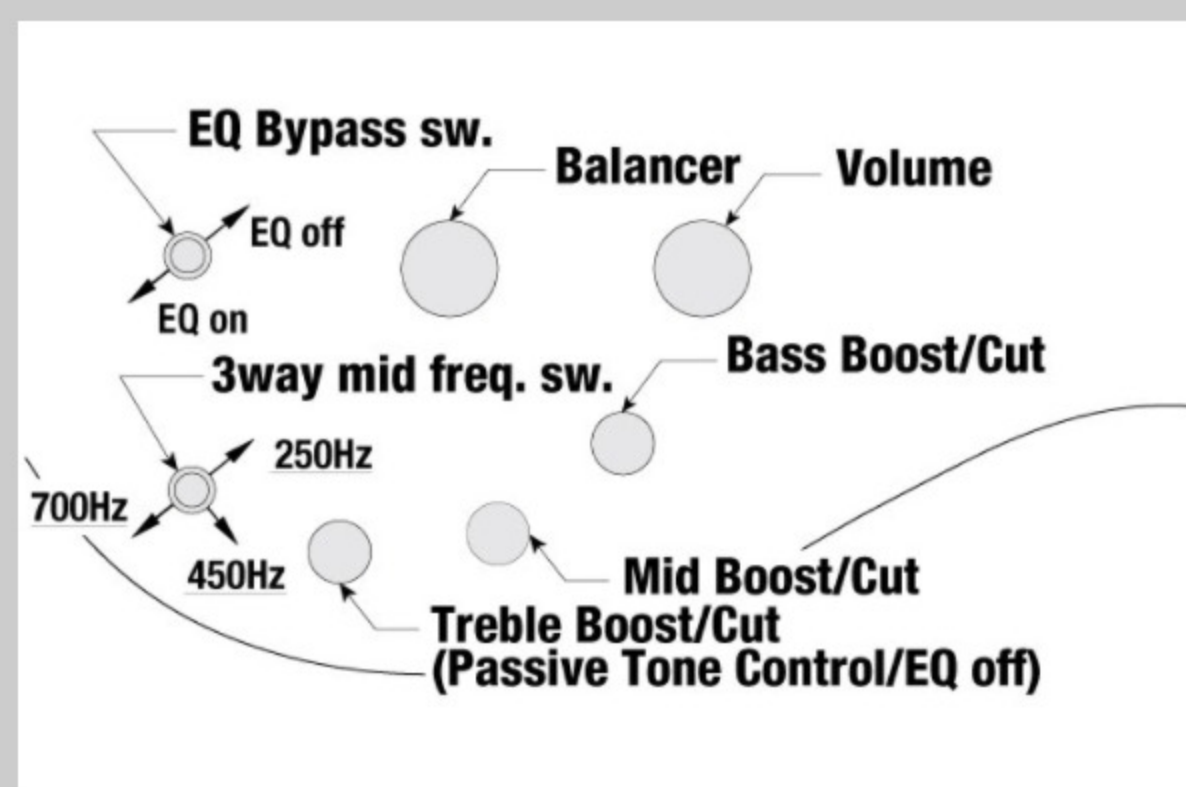 EQ Bypass sw.
Balancer
Volume
EQ off
EQ on
Bass Boost/Cut
3way mid freq. sw.
250Hz
700Hz
450Hz
Mid Boost/Cut
Treble Boost/Cut
(Passive Tone Control/EQ off)